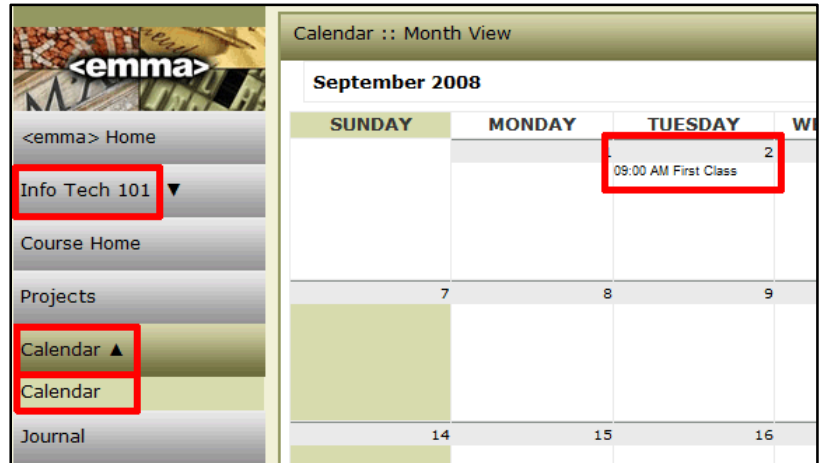 <emma>
<emma> Home
Info Tech 101 ▼
Course Home
Projects
Calendar ▲
Calendar
Journal
Calendar :: Month View
September 2008
SUNDAY MONDAY TUESDAY
2
09:00 AM First Class
7 8 9
14 15 16